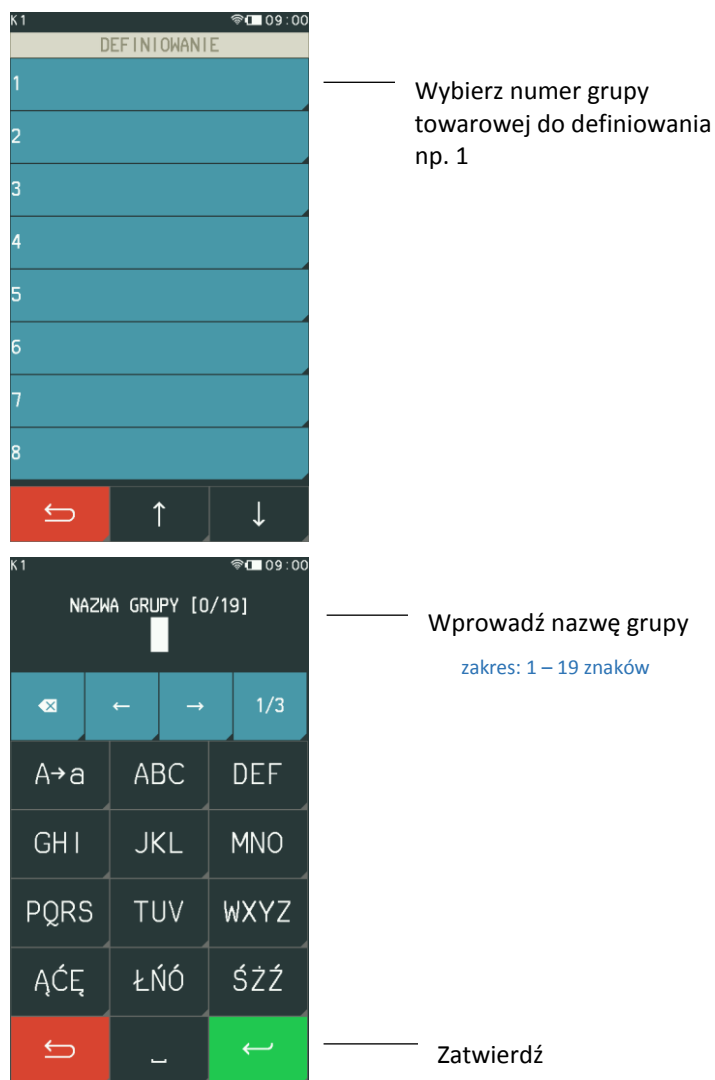 K1 09:00
DEFINIOWANIE
1
2
3
4
5
6
7
8
↑ ↓
Wybierz numer grupy
towarowej do definiowania
np. 1
K1 09:00
NAZWA GRUPY [0/19]
← → 1/3
A→a ABC DEF
GHI JKL MNO
PQRS TUV WXYZ
ĄĆĘ ŁŃÓ ŚŻŹ
Wprowadź nazwę grupy
zakres: 1 – 19 znaków
Zatwierdź